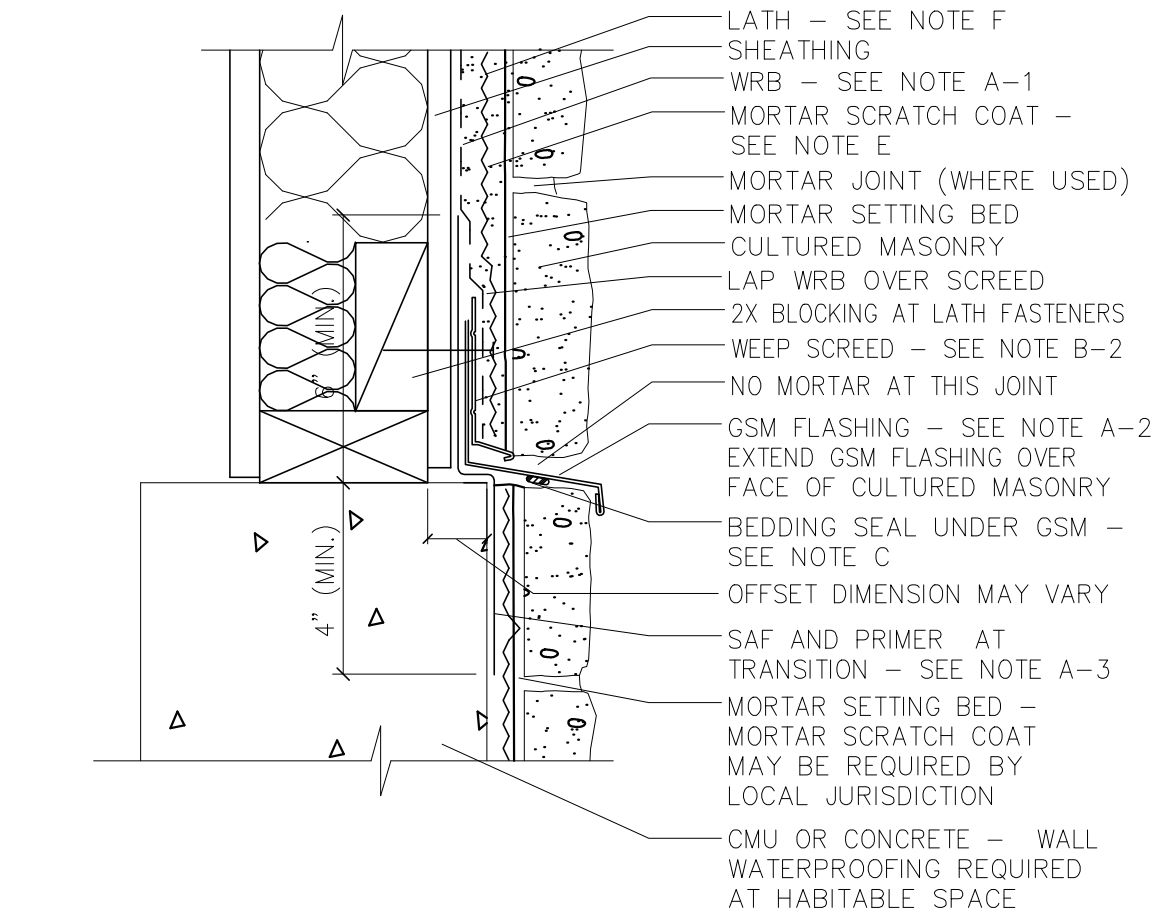 LATH – SEE NOTE F
SHEATHING
WRB – SEE NOTE A–1
MORTAR SCRATCH COAT –
SEE NOTE E
MORTAR JOINT (WHERE USED)
MORTAR SETTING BED
CULTURED MASONRY
LAP WRB OVER SCREED
2X BLOCKING AT LATH FASTENERS
WEEP SCREED – SEE NOTE B–2
NO MORTAR AT THIS JOINT
GSM FLASHING – SEE NOTE A–2
EXTEND GSM FLASHING OVER
FACE OF CULTURED MASONRY
BEDDING SEAL UNDER GSM –
SEE NOTE C
OFFSET DIMENSION MAY VARY
SAF AND PRIMER AT
TRANSITION – SEE NOTE A–3
MORTAR SETTING BED –
MORTAR SCRATCH COAT
MAY BE REQUIRED BY
LOCAL JURISDICTION
CMU OR CONCRETE – WALL
WATERPROOFING REQUIRED
AT HABITABLE SPACE
6" (MIN.)
4" (MIN.)